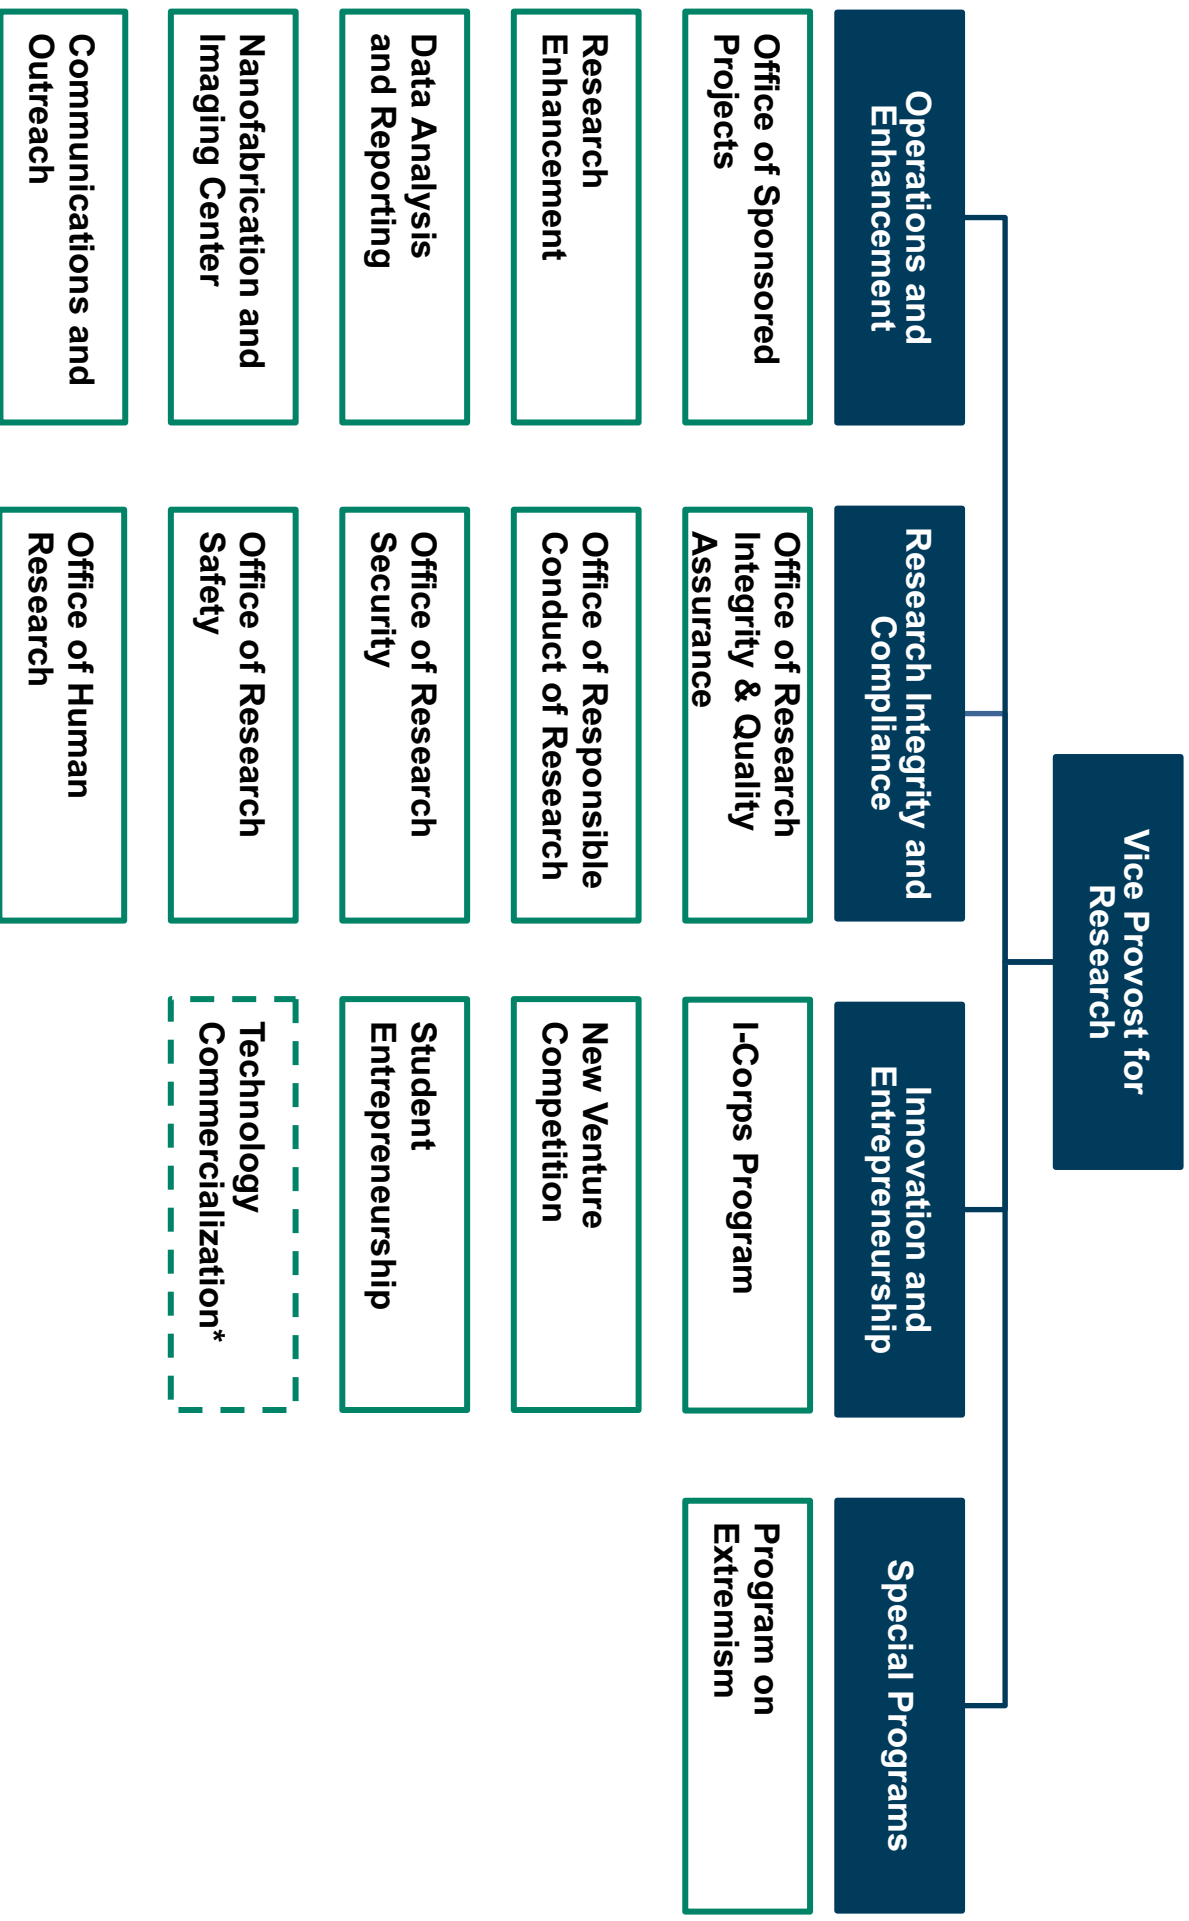 Vice Provost for
Research
Operations and
Enhancement
Office of Sponsored
Projects
Research
Enhancement
Data Analysis
and Reporting
Nanofabrication and
Imaging Center
Communications and
Outreach
Research Integrity and
Compliance
Office of Research
Integrity & Quality
Assurance
Office of Responsible
Conduct of Research
Office of Research
Security
Office of Research
Safety
Office of Human
Research
Innovation and
Entrepreneurship
I-Corps Program
New Venture
Competition
Student
Entrepreneurship
Technology
Commercialization*
Special Programs
Program on
Extremism